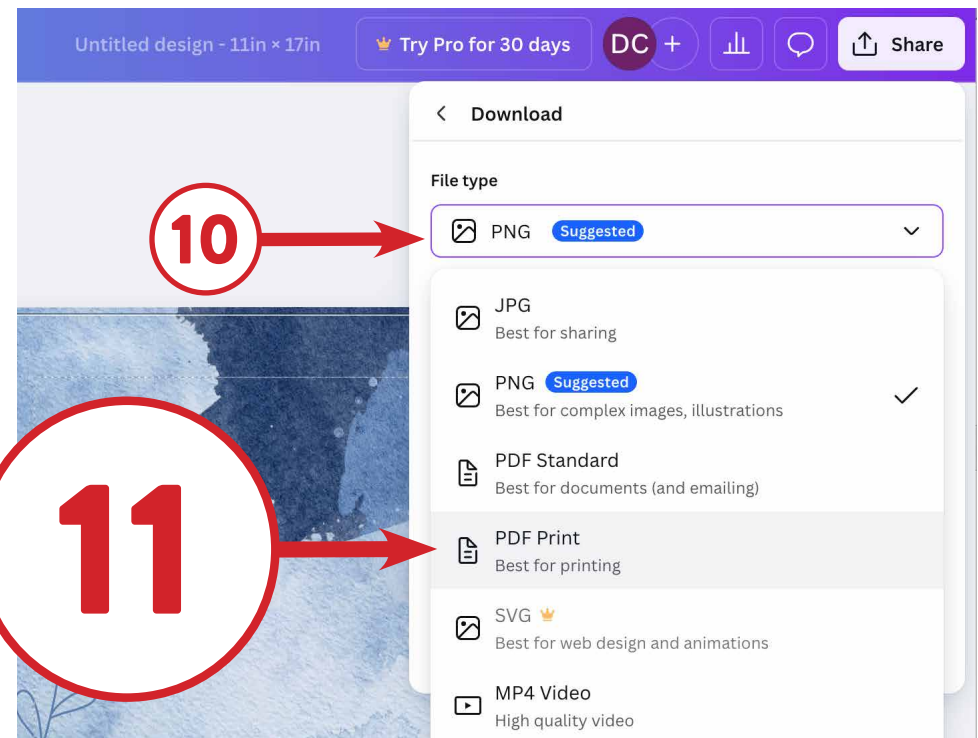 Untitled design - 11in × 17in
Try Pro for 30 days
DC +
Share
Download
File type
10
PNG Suggested
JPG
Best for sharing
PNG Suggested
Best for complex images, illustrations
PDF Standard
Best for documents (and emailing)
11
PDF Print
Best for printing
SVG
Best for web design and animations
MP4 Video
High quality video